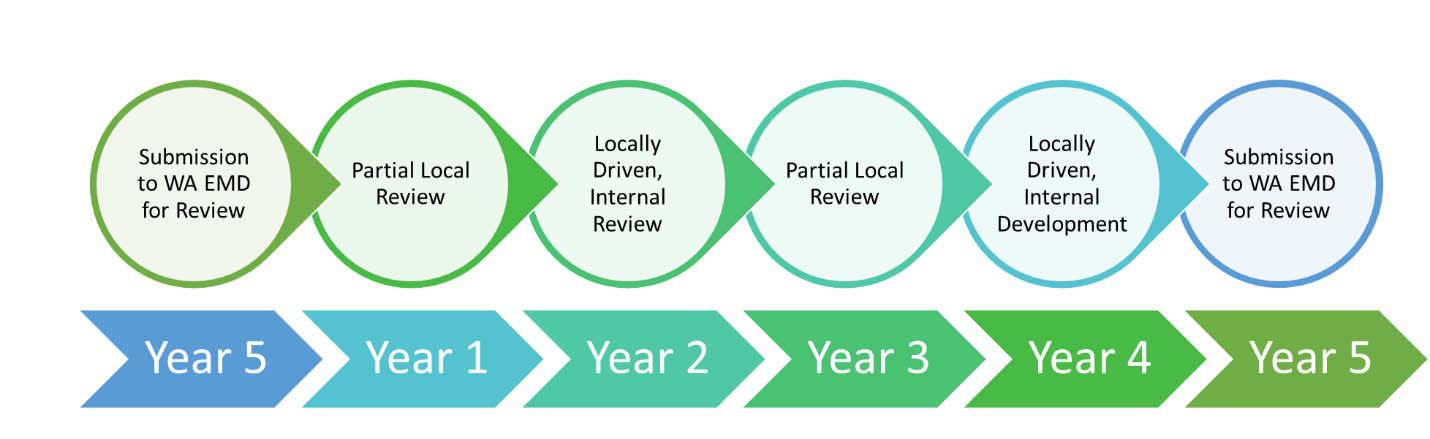 Submission
to WA EMD
for Review
Partial Local
Review
Locally
Driven,
Internal
Review
Partial Local
Review
Locally
Driven,
Internal
Development
Submission
to WA EMD
for Review
Year 5
Year 1
Year 2
Year 3
Year 4
Year 5